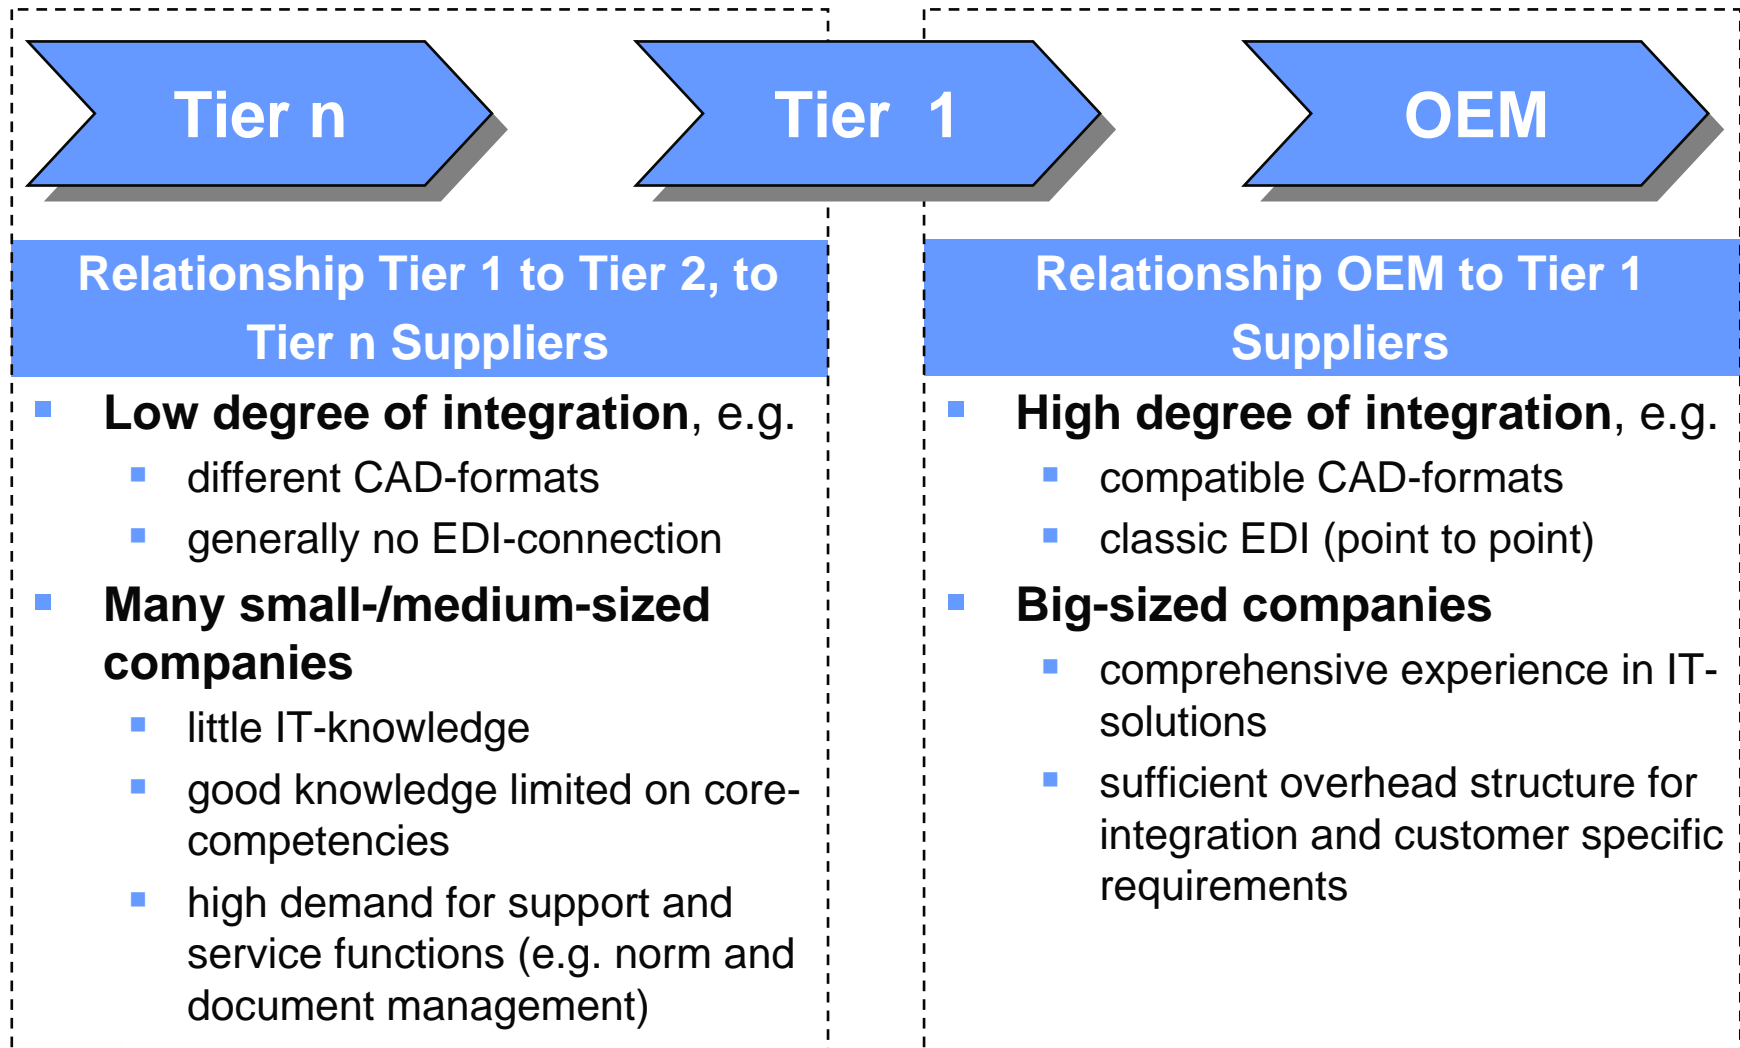 Tier n
Tier 1
OEM
Relationship Tier 1 to Tier 2, to
Tier n Suppliers
Low degree of integration, e.g.
different CAD-formats
generally no EDI-connection
Many small-/medium-sized
companies
little IT-knowledge
good knowledge limited on core-
competencies
high demand for support and
service functions (e.g. norm and
document management)
Relationship OEM to Tier 1
Suppliers
High degree of integration, e.g.
compatible CAD-formats
classic EDI (point to point)
Big-sized companies
comprehensive experience in IT-
solutions
sufficient overhead structure for
integration and customer specific
requirements